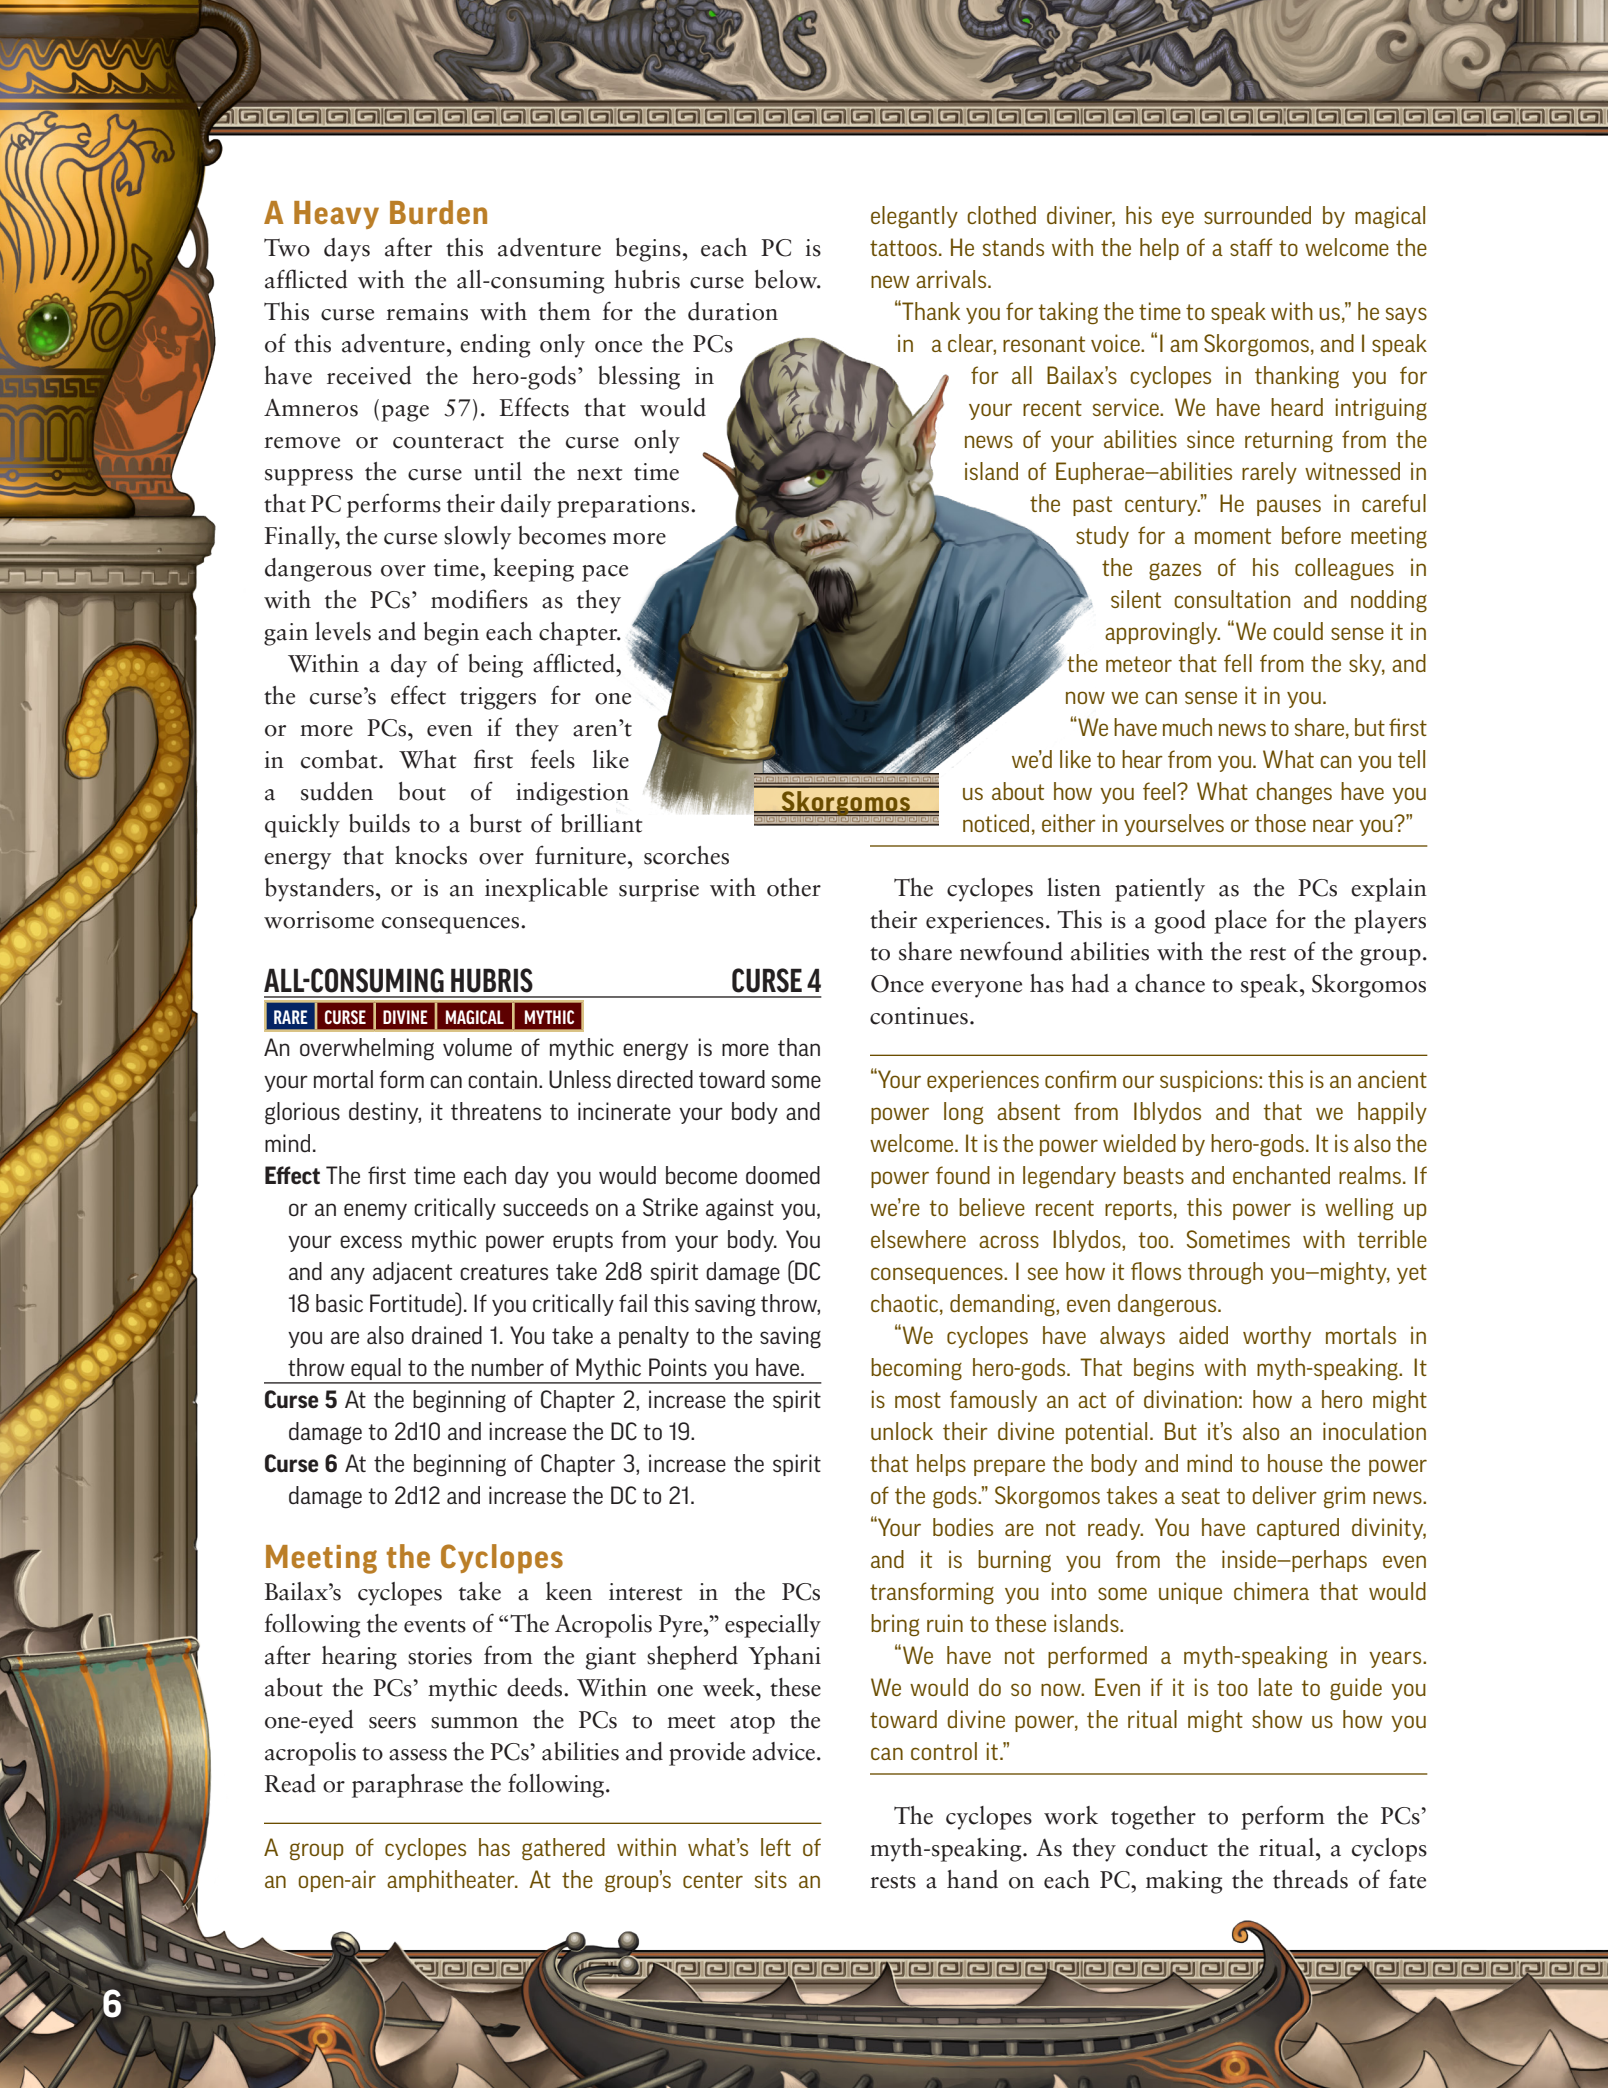 A Heavy Burden
Two days after this adventure begins, each PC is
afflicted with the all-consuming hubris curse below.
This curse remains with them for the duration
of this adventure, ending only once the PCs
have received the hero-gods’ blessing in
Amneros (page 57). Effects that would
remove or counteract the curse only
suppress the curse until the next time
that PC performs their daily preparations.
Finally, the curse slowly becomes more
dangerous over time, keeping pace
with the PCs’ modifiers as they
gain levels and begin each chapter.
Within a day of being afflicted,
the curse’s effect triggers for one
or more PCs, even if they aren’t
in combat. What first feels like
a sudden bout of indigestion
quickly builds to a burst of brilliant
energy that knocks over furniture, scorches
bystanders, or is an inexplicable surprise with other
worrisome consequences.
ALL-CONSUMING HUBRIS CURSE 4
RARE CURSE DIVINE MAGICAL MYTHIC
An overwhelming volume of mythic energy is more than
your mortal form can contain. Unless directed toward some
glorious destiny, it threatens to incinerate your body and
mind.
Effect The first time each day you would become doomed
or an enemy critically succeeds on a Strike against you,
your excess mythic power erupts from your body. You
and any adjacent creatures take 2d8 spirit damage (DC
18 basic Fortitude). If you critically fail this saving throw,
you are also drained 1. You take a penalty to the saving
throw equal to the number of Mythic Points you have.
Curse 5 At the beginning of Chapter 2, increase the spirit
damage to 2d10 and increase the DC to 19.
Curse 6 At the beginning of Chapter 3, increase the spirit
damage to 2d12 and increase the DC to 21.
Meeting the Cyclopes
Bailax’s cyclopes take a keen interest in the PCs
following the events of “The Acropolis Pyre,” especially
after hearing stories from the giant shepherd Yphani
about the PCs’ mythic deeds. Within one week, these
one-eyed seers summon the PCs to meet atop the
acropolis to assess the PCs’ abilities and provide advice.
Read or paraphrase the following.
A group of cyclopes has gathered within what’s left of
an open-air amphitheater. At the group’s center sits an
elegantly clothed diviner, his eye surrounded by magical
tattoos. He stands with the help of a staff to welcome the
new arrivals.
“Thank you for taking the time to speak with us,” he says
in a clear, resonant voice. “I am Skorgomos, and I speak
for all Bailax’s cyclopes in thanking you for
your recent service. We have heard intriguing
news of your abilities since returning from the
island of Eupherae—abilities rarely witnessed in
the past century.” He pauses in careful
study for a moment before meeting
the gazes of his colleagues in
silent consultation and nodding
approvingly. “We could sense it in
the meteor that fell from the sky, and
now we can sense it in you.
“We have much news to share, but first
we’d like to hear from you. What can you tell
us about how you feel? What changes have you
noticed, either in yourselves or those near you?”
Skorgomos
The cyclopes listen patiently as the PCs explain
their experiences. This is a good place for the players
to share newfound abilities with the rest of the group.
Once everyone has had a chance to speak, Skorgomos
continues.
“Your experiences confirm our suspicions: this is an ancient
power long absent from Iblydos and that we happily
welcome. It is the power wielded by hero-gods. It is also the
power found in legendary beasts and enchanted realms. If
we’re to believe recent reports, this power is welling up
elsewhere across Iblydos, too. Sometimes with terrible
consequences. I see how it flows through you—mighty, yet
chaotic, demanding, even dangerous.
“We cyclopes have always aided worthy mortals in
becoming hero-gods. That begins with myth-speaking. It
is most famously an act of divination: how a hero might
unlock their divine potential. But it’s also an inoculation
that helps prepare the body and mind to house the power
of the gods.” Skorgomos takes a seat to deliver grim news.
“Your bodies are not ready. You have captured divinity,
and it is burning you from the inside—perhaps even
transforming you into some unique chimera that would
bring ruin to these islands.
“We have not performed a myth-speaking in years.
We would do so now. Even if it is too late to guide you
toward divine power, the ritual might show us how you
can control it.”
The cyclopes work together to perform the PCs’
myth-speaking. As they conduct the ritual, a cyclops
rests a hand on each PC, making the threads of fate
6